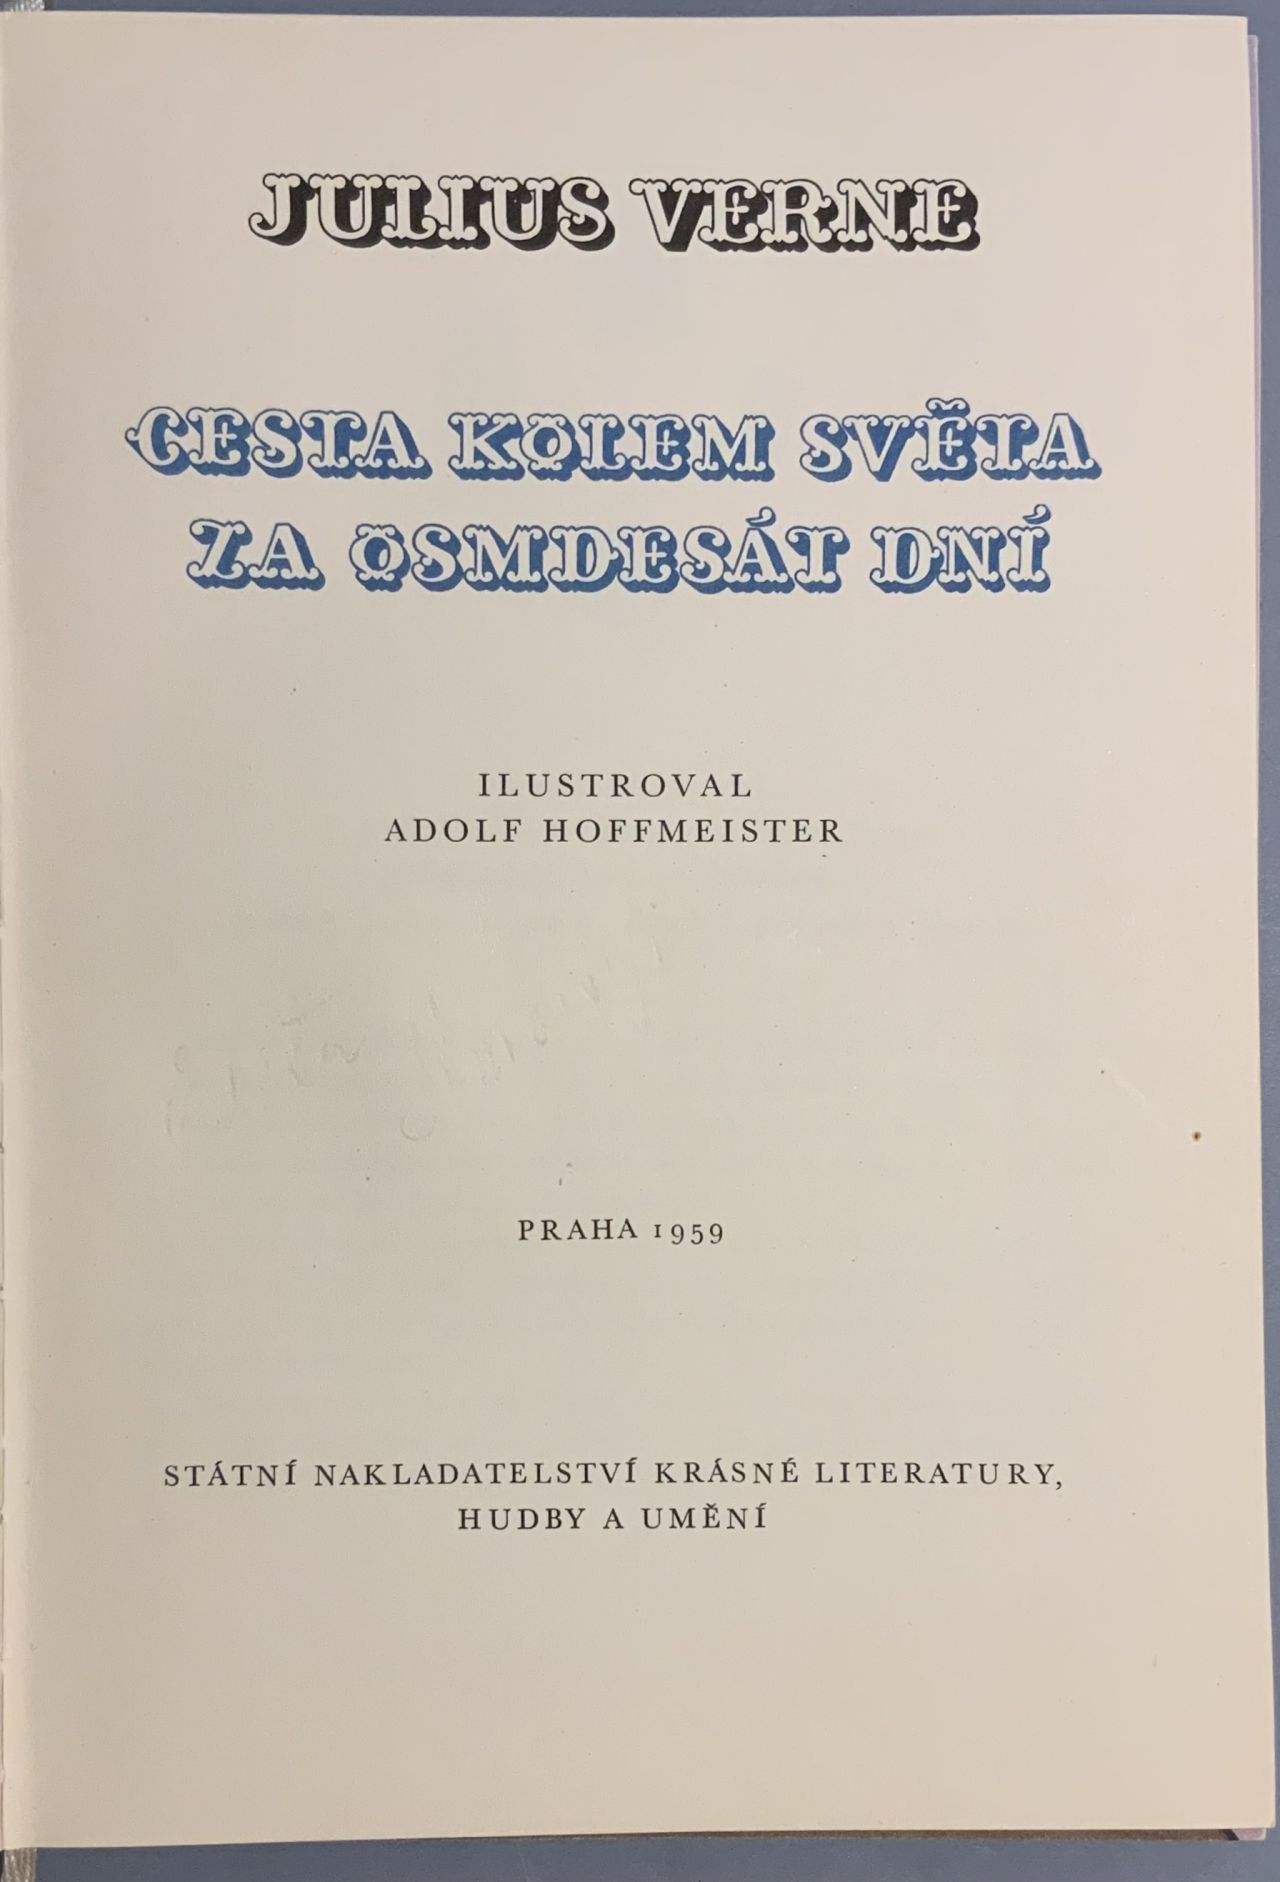 JULIUS VERNE
CESTA KOLEM SVĚTA
ZA OSMDESÁT DNÍ
ILUSTROVAL
ADOLF HOFFMEISTER
PRAHA 1959
STÁTNÍ NAKLADATELSTVÍ KRÁSNÉ LITERATURY,
HUDBY A UMĚNÍ